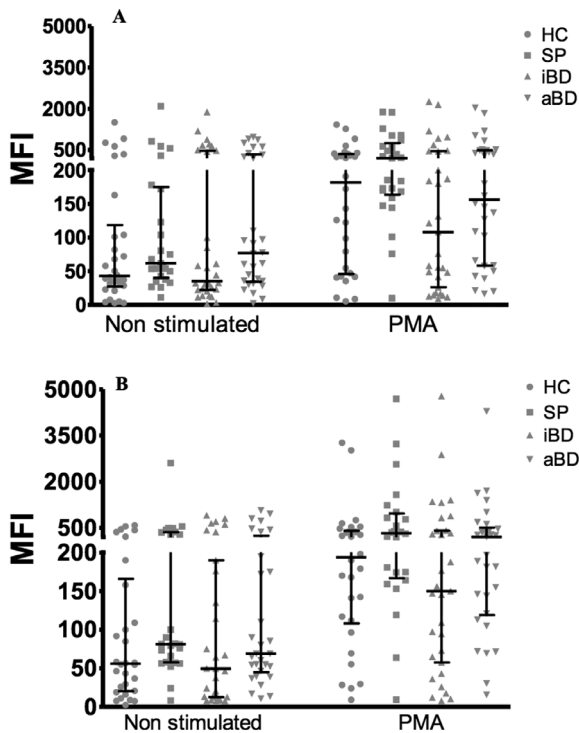 A
5000
3500
2000
500
200
150
100
50
0
MFI
HC
SP
iBD
aBD
Non stimulated PMA
B
5000
3500
2000
500
200
150
100
50
0
MFI
HC
SP
iBD
aBD
Non stimulated PMA